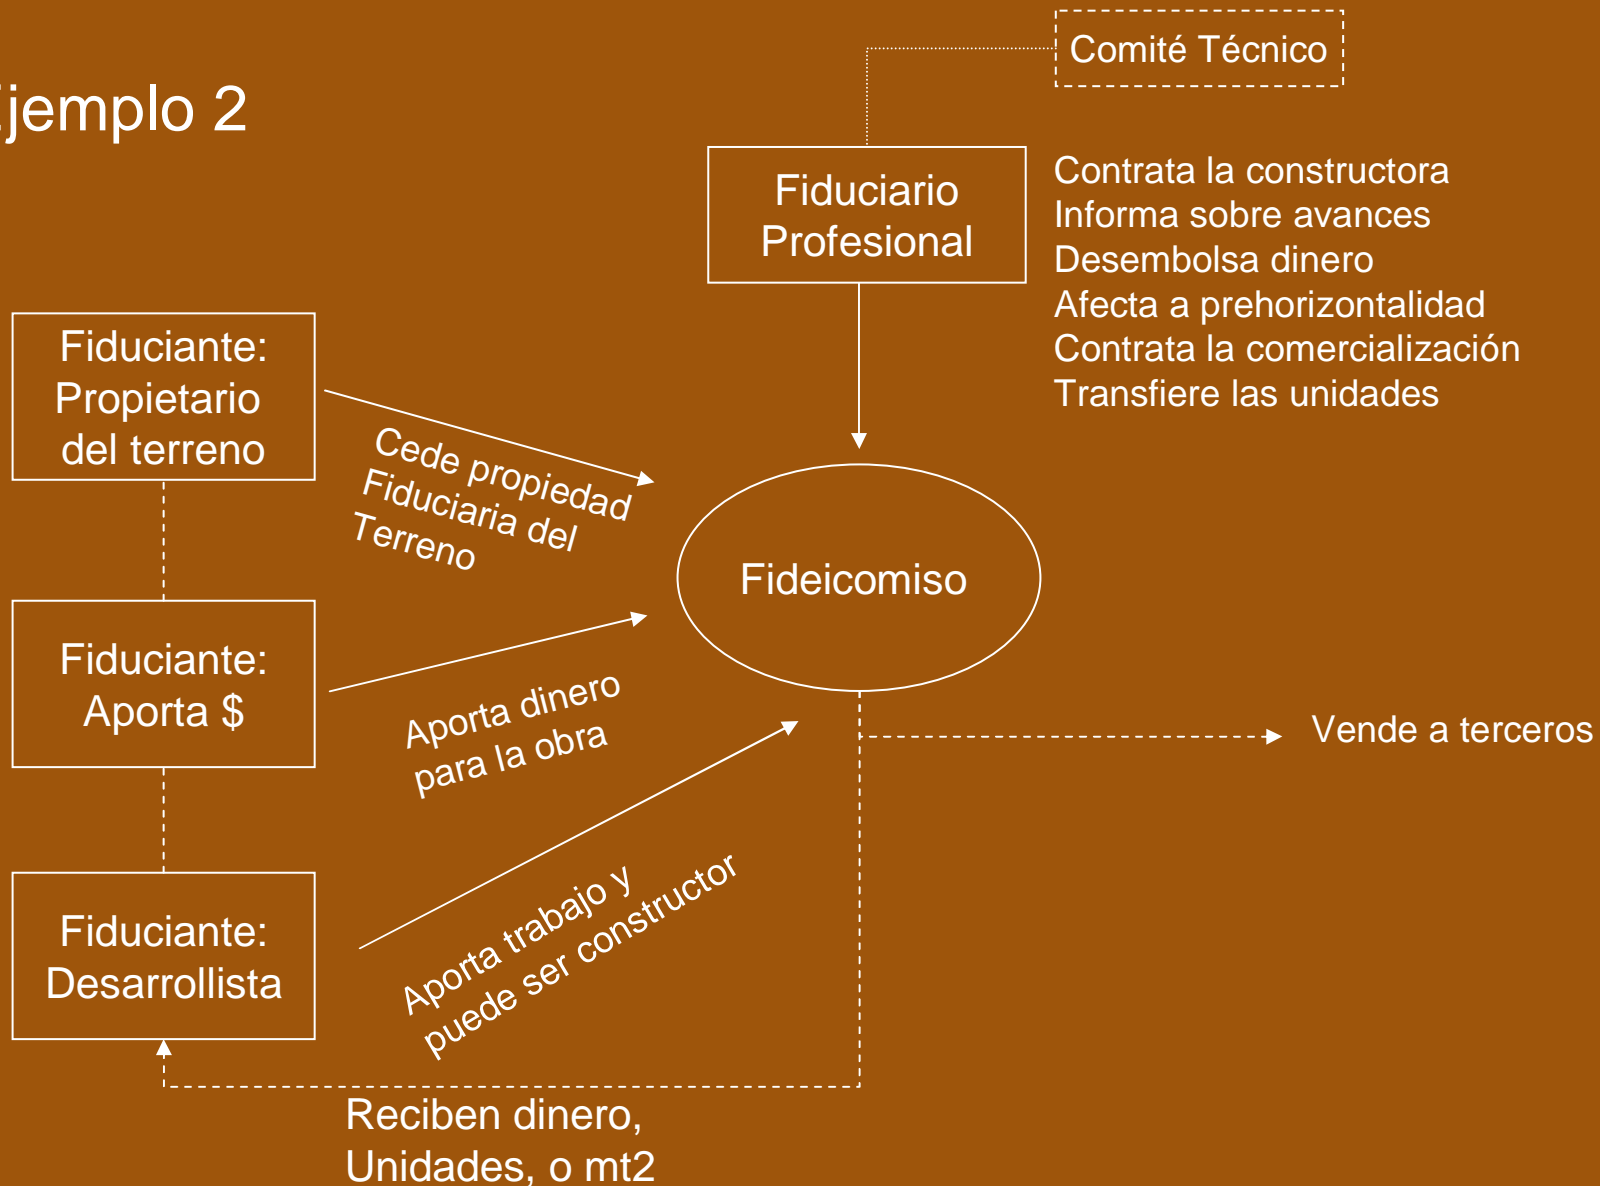 Ejemplo 2
Comité Técnico
Fiduciario
Profesional
Contrata la constructora
Informa sobre avances
Desembolsa dinero
Afecta a prehorizontalidad
Contrata la comercialización
Transfiere las unidades
Fiduciante:
Propietario
del terreno
Cede propiedad
Fiduciaria del
Terreno
Fideicomiso
Fiduciante:
Aporta $
Aporta dinero
para la obra
Vende a terceros
Fiduciante:
Desarrollista
Aporta trabajo y
puede ser constructor
Reciben dinero,
Unidades, o mt2